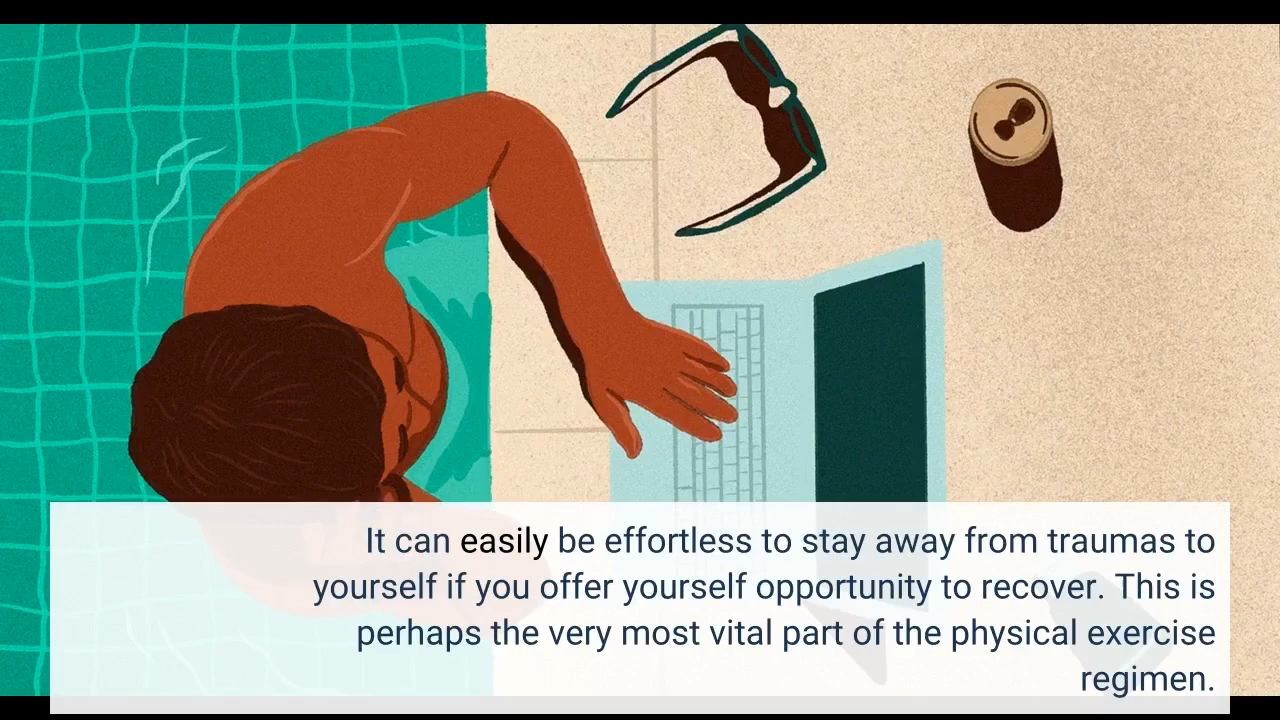 It can easily be effortless to stay away from traumas to
yourself if you offer yourself opportunity to recover. This is
perhaps the very most vital part of the physical exercise
regimen.